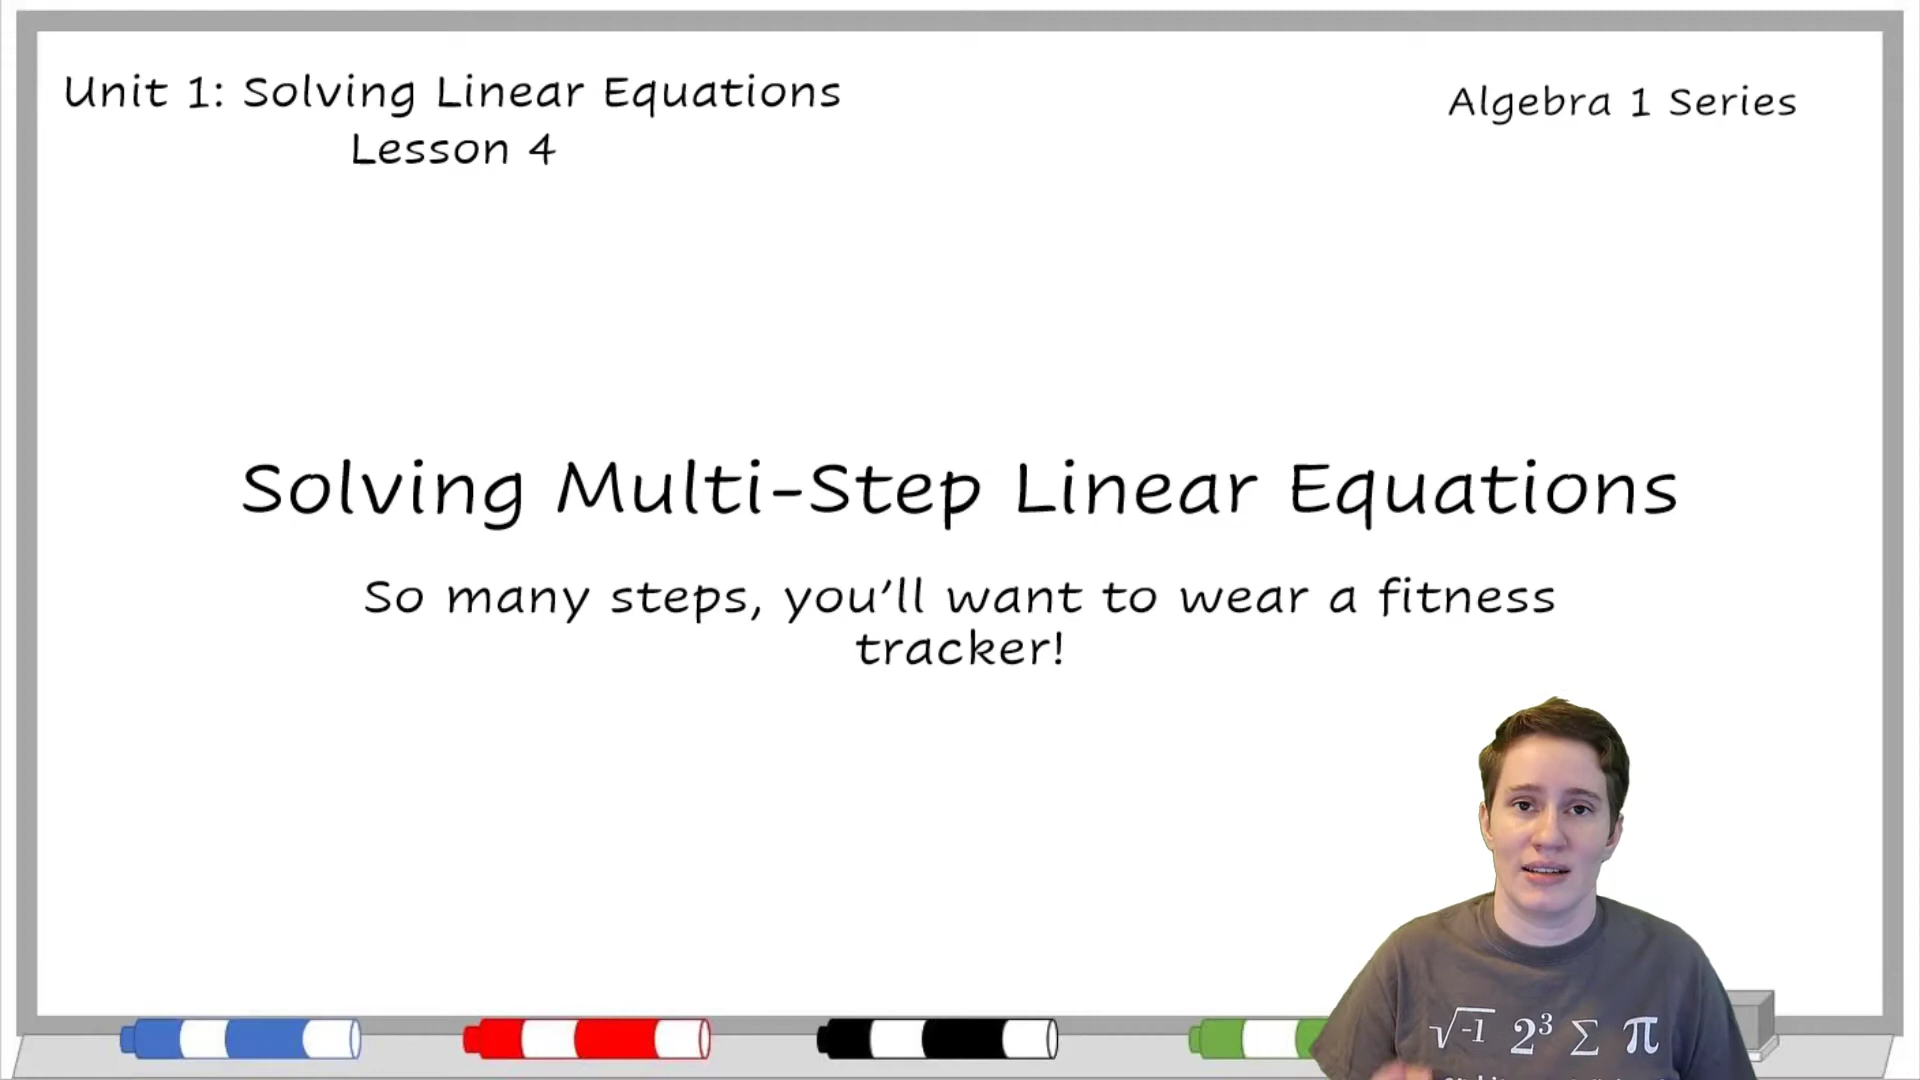 Unit 1: Solving Linear Equations
Lesson 4
Algebra 1 Series
Solving Multi-Step Linear Equations
So many steps, you’ll want to wear a fitness
tracker!
√-1 2³ Σ π